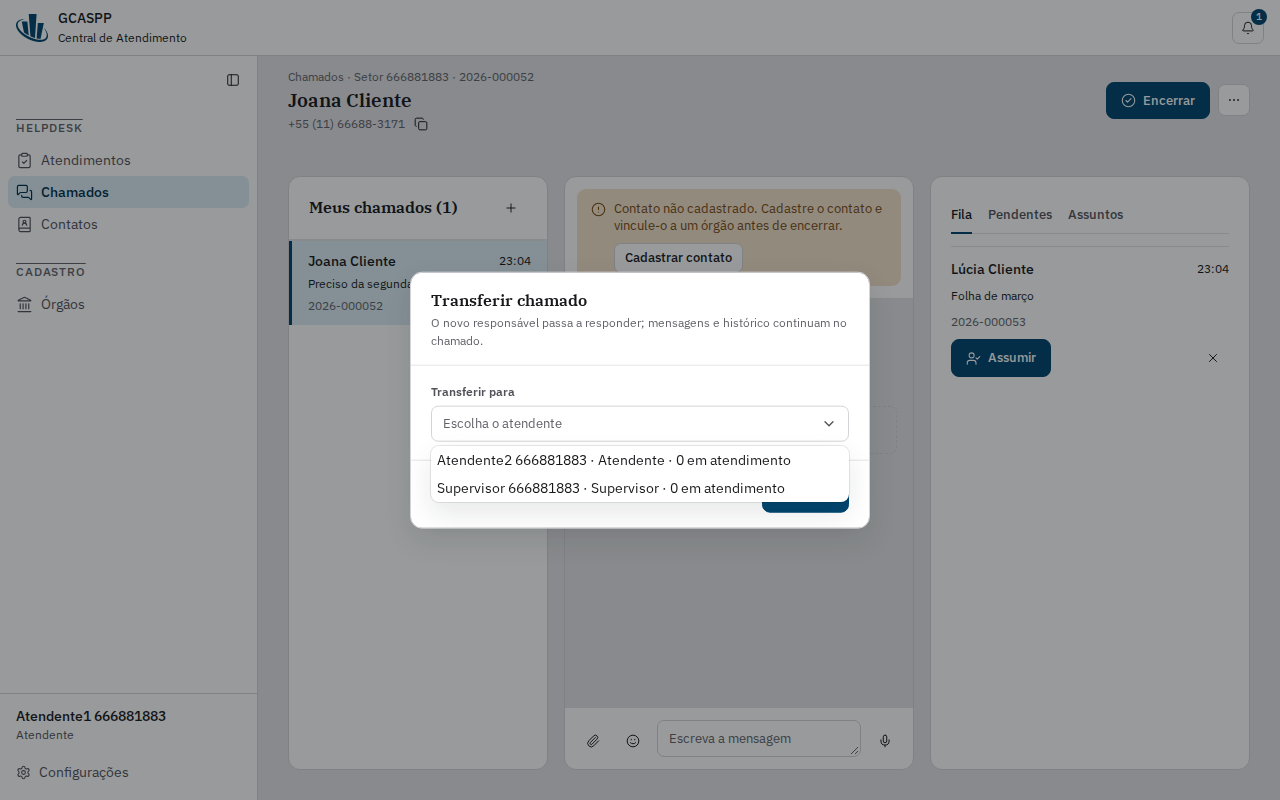 GCASPP
Central de Atendimento
1
HELPDESK
Atendimentos
Chamados
Contatos
CADASTRO
Órgãos
Atendente1 666881883
Atendente
Configurações
Chamados · Setor 666881883 · 2026-000052
Joana Cliente
+55 (11) 66688-3171
Encerrar
Meus chamados (1)
Joana Cliente 23:04
Preciso da segunda
2026-000052
Contato não cadastrado. Cadastre o contato e
vincule-o a um órgão antes de encerrar.
Cadastrar contato
Transferir chamado
O novo responsável passa a responder; mensagens e histórico continuam no
chamado.
Transferir para
Escolha o atendente
Atendente2 666881883 · Atendente · 0 em atendimento
Supervisor 666881883 · Supervisor · 0 em atendimento
Escreva a mensagem
Fila Pendentes Assuntos
Lúcia Cliente 23:04
Folha de março
2026-000053
Assumir